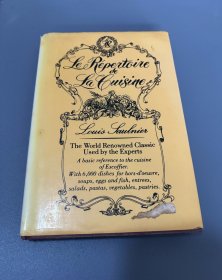 Le Répertoire
de
La Cuisine
Louis Saulnier
The World Renowned Classic
Used by the Experts
A basic reference to the cuisine
of Escoffier.
With 6,000 dishes for hors-d'oeuvre,
soups, eggs and fish, entrees,
salads, pastas, vegetables, pastries.